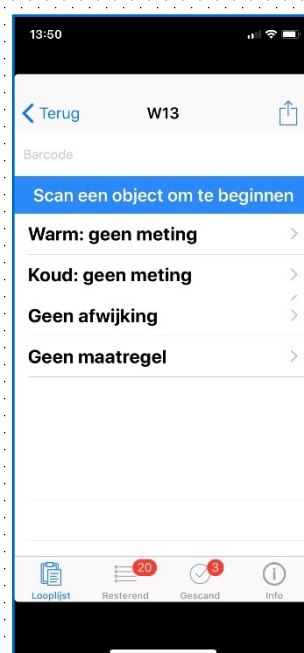 13:50
Terug W13
Barcode
Scan een object om te beginnen
Warm: geen meting
Koud: geen meting
Geen afwijking
Geen maatregel
20 3
Looplijst Resterend Gescand Info